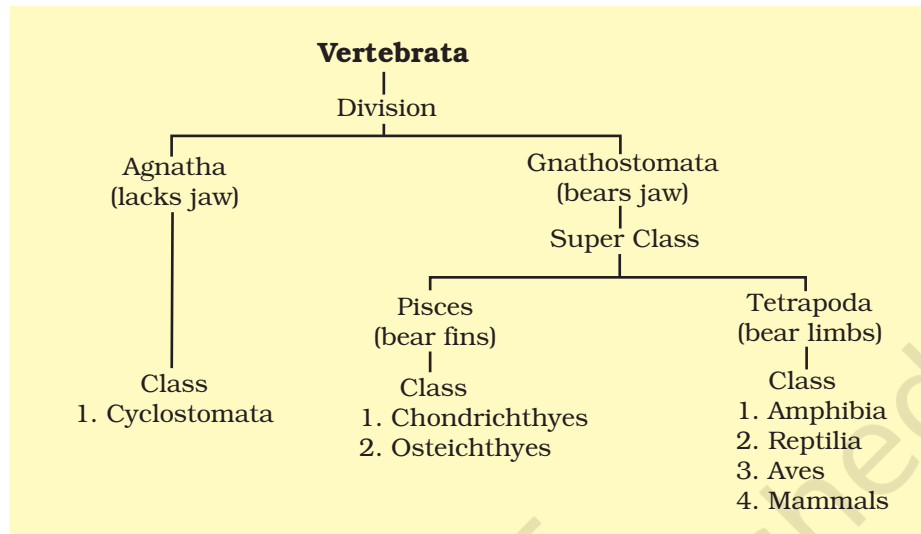 Vertebrata
Division
Agnatha
(lacks jaw)
Gnathostomata
(bears jaw)
Super Class
Pisces
(bear fins)
Tetrapoda
(bear limbs)
Class
1. Cyclostomata
Class
1. Chondrichthyes
2. Osteichthyes
Class
1. Amphibia
2. Reptilia
3. Aves
4. Mammals